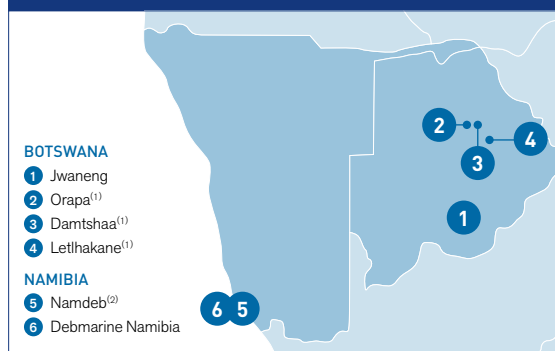 BOTSWANA
1 Jwaneng
2 Orapa(1)
3 Damtshaa(1)
4 Letlhakane(1)
NAMIBIA
5 Namdeb(2)
6 Debmarine Namibia
2
4
3
1
6 5